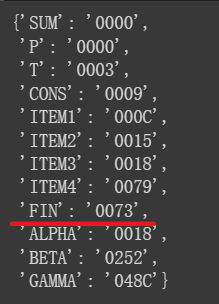 {'SUM': '0000',
'P': '0000',
'T': '0003',
'CONS': '0009',
'ITEM1': '000C',
'ITEM2': '0015',
'ITEM3': '0018',
'ITEM4': '0079',
'FIN': '0073',
'ALPHA': '0018',
'BETA': '0252',
'GAMMA': '048C'}